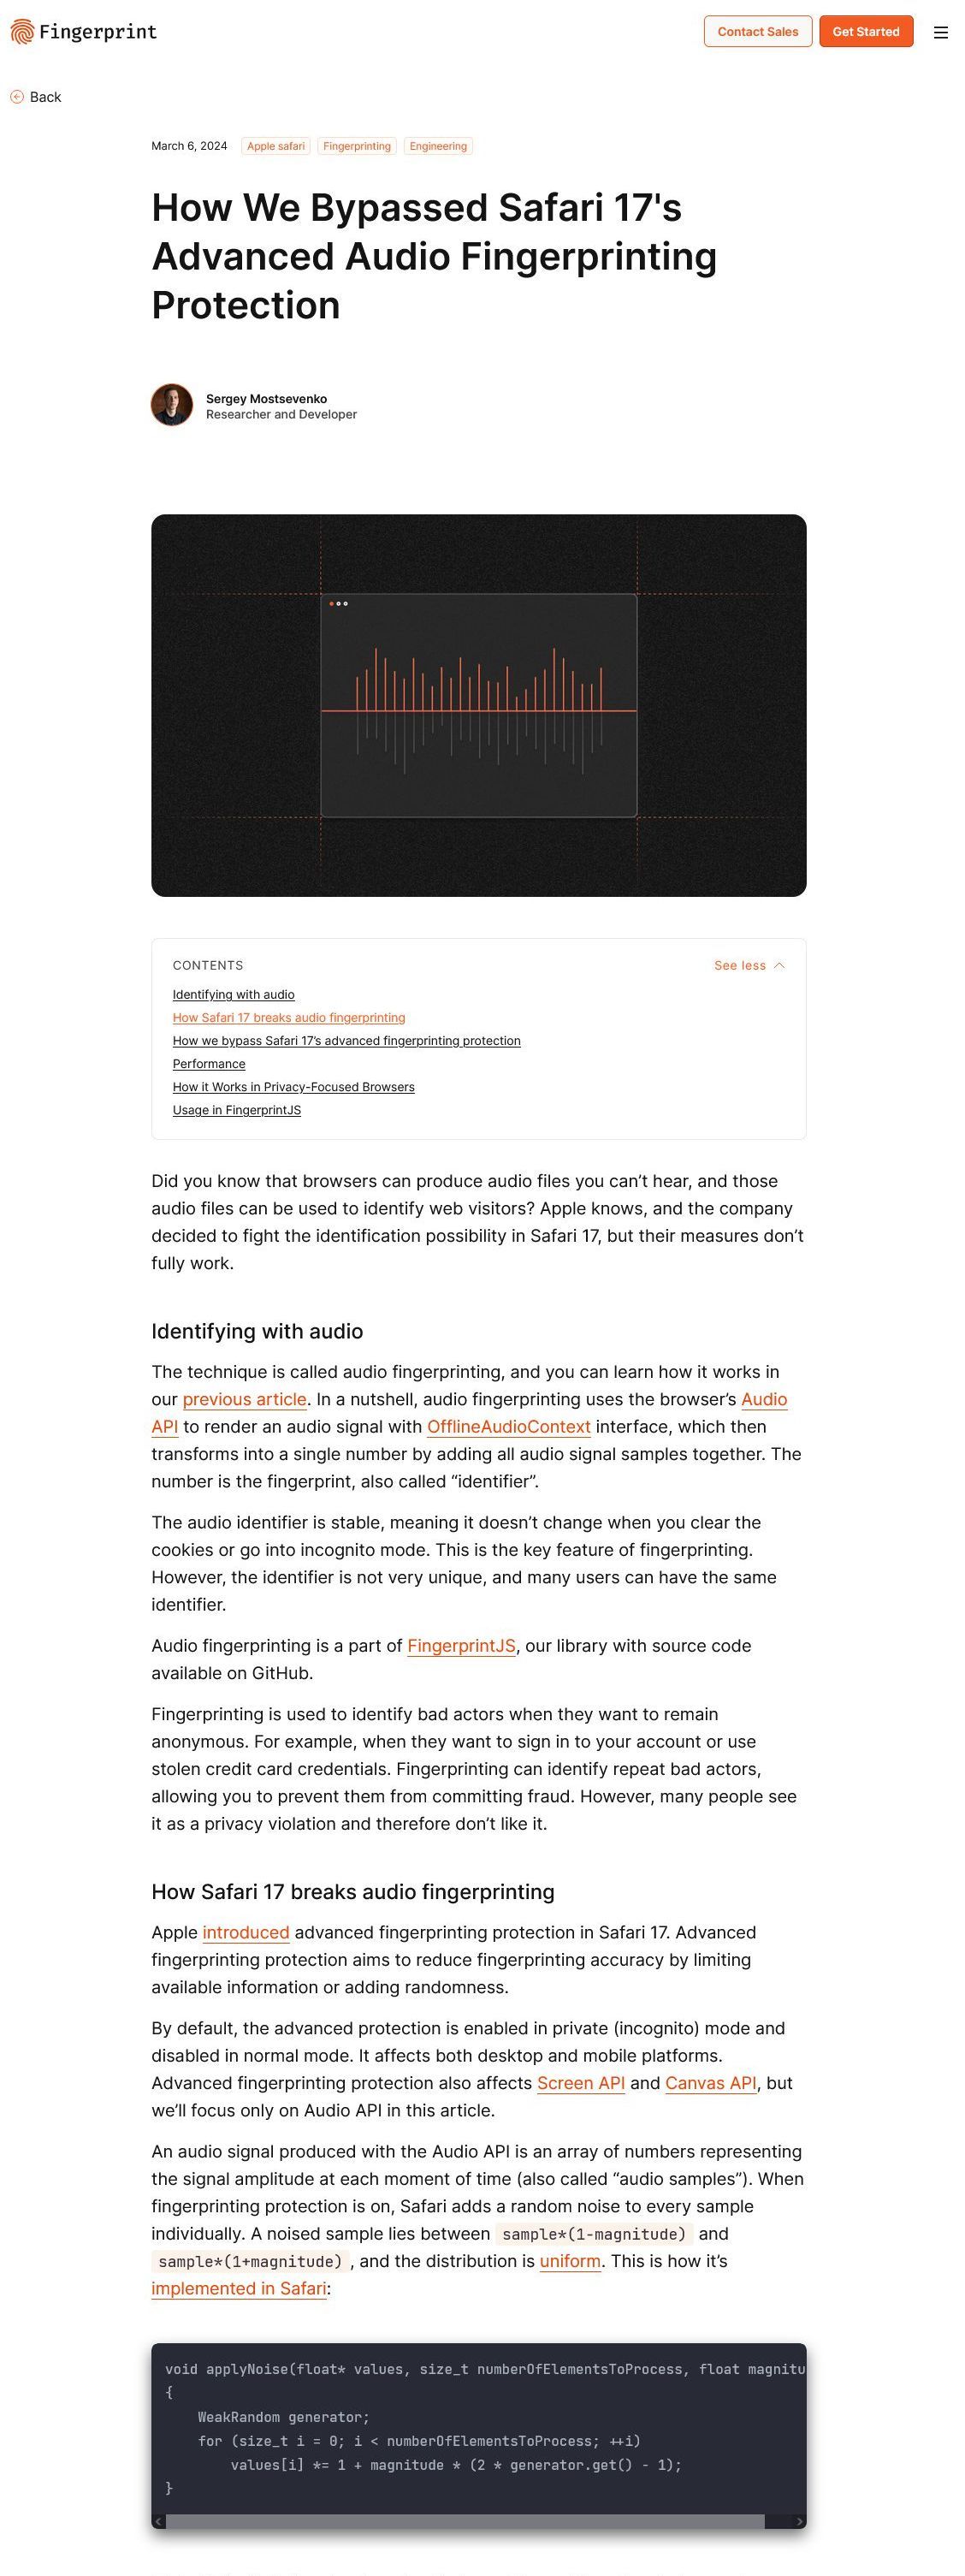 Fingerprint
Contact Sales
Get Started
Back
March 6, 2024
Apple safari
Fingerprinting
Engineering
How We Bypassed Safari 17's
Advanced Audio Fingerprinting
Protection
Sergey Mostsevenko
Researcher and Developer
CONTENTS
See less
Identifying with audio
How Safari 17 breaks audio fingerprinting
How we bypass Safari 17’s advanced fingerprinting protection
Performance
How it Works in Privacy-Focused Browsers
Usage in FingerprintJS
Did you know that browsers can produce audio files you can’t hear, and those
audio files can be used to identify web visitors? Apple knows, and the company
decided to fight the identification possibility in Safari 17, but their measures don’t
fully work.
Identifying with audio
The technique is called audio fingerprinting, and you can learn how it works in
our previous article. In a nutshell, audio fingerprinting uses the browser’s Audio
API to render an audio signal with OfflineAudioContext interface, which then
transforms into a single number by adding all audio signal samples together. The
number is the fingerprint, also called “identifier”.
The audio identifier is stable, meaning it doesn’t change when you clear the
cookies or go into incognito mode. This is the key feature of fingerprinting.
However, the identifier is not very unique, and many users can have the same
identifier.
Audio fingerprinting is a part of FingerprintJS, our library with source code
available on GitHub.
Fingerprinting is used to identify bad actors when they want to remain
anonymous. For example, when they want to sign in to your account or use
stolen credit card credentials. Fingerprinting can identify repeat bad actors,
allowing you to prevent them from committing fraud. However, many people see
it as a privacy violation and therefore don’t like it.
How Safari 17 breaks audio fingerprinting
Apple introduced advanced fingerprinting protection in Safari 17. Advanced
fingerprinting protection aims to reduce fingerprinting accuracy by limiting
available information or adding randomness.
By default, the advanced protection is enabled in private (incognito) mode and
disabled in normal mode. It affects both desktop and mobile platforms.
Advanced fingerprinting protection also affects Screen API and Canvas API, but
we’ll focus only on Audio API in this article.
An audio signal produced with the Audio API is an array of numbers representing
the signal amplitude at each moment of time (also called “audio samples”). When
fingerprinting protection is on, Safari adds a random noise to every sample
individually. A noised sample lies between sample*(1-magnitude) and
sample*(1+magnitude), and the distribution is uniform. This is how it’s
implemented in Safari:
void applyNoise(float* values, size_t numberOfElementsToProcess, float magnitu
{
    WeakRandom generator;
    for (size_t i = 0; i < numberOfElementsToProcess; ++i)
        values[i] *= 1 + magnitude * (2 * generator.get() - 1);
}